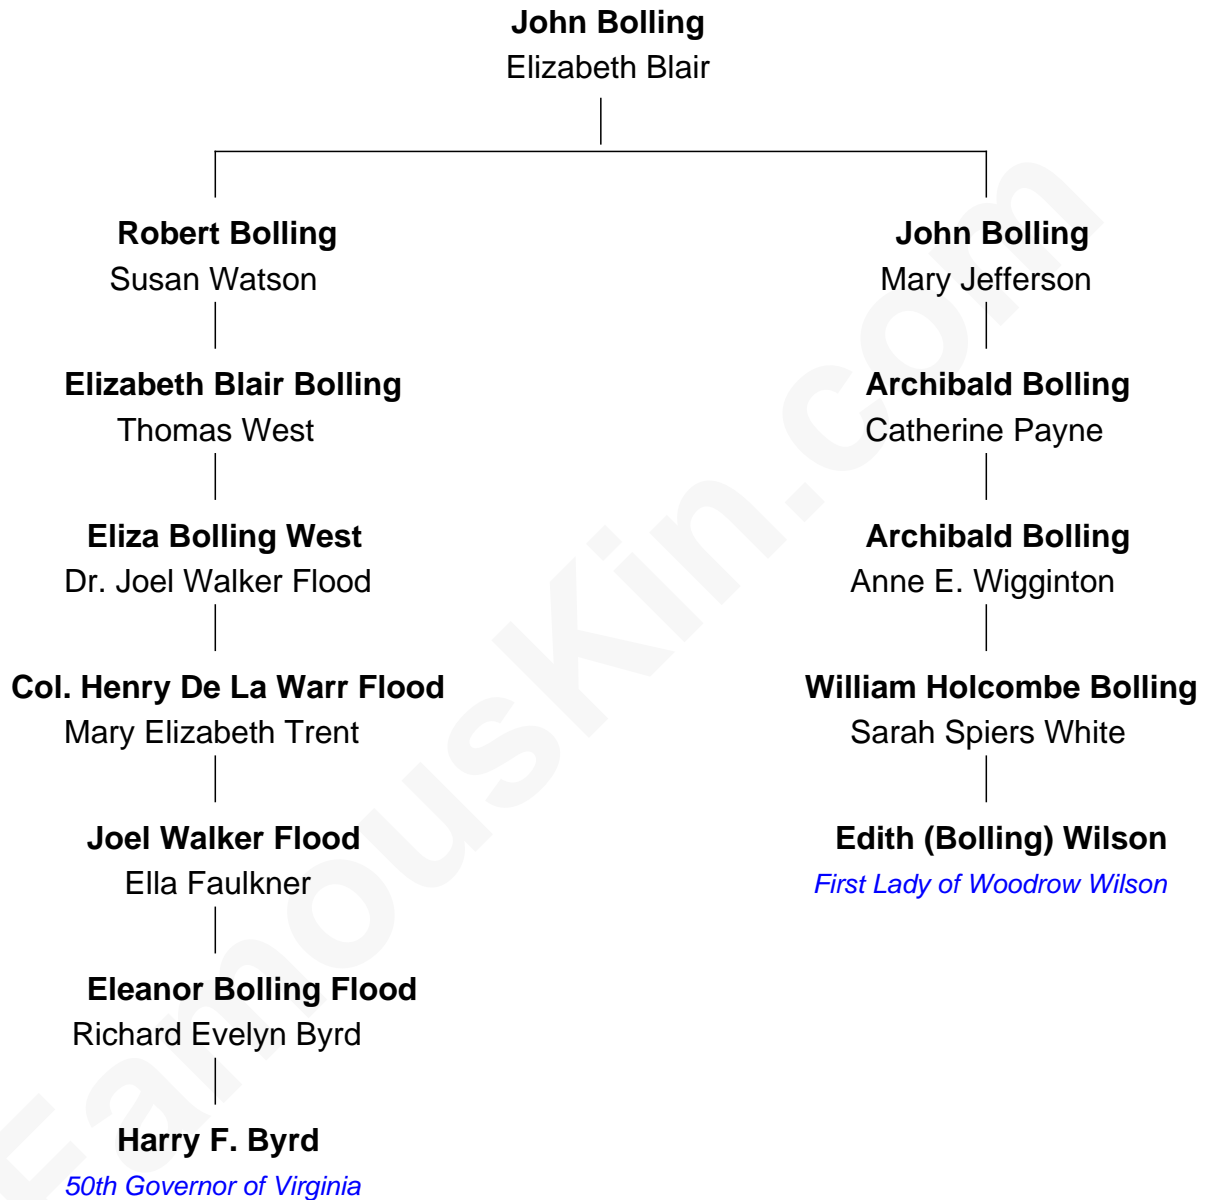 John Bolling
Elizabeth Blair
Robert Bolling
Susan Watson
John Bolling
Mary Jefferson
Elizabeth Blair Bolling
Thomas West
Archibald Bolling
Catherine Payne
Eliza Bolling West
Dr. Joel Walker Flood
Archibald Bolling
Anne E. Wigginton
Col. Henry De La Warr Flood
Mary Elizabeth Trent
William Holcombe Bolling
Sarah Spiers White
Joel Walker Flood
Ella Faulkner
Edith (Bolling) Wilson
First Lady of Woodrow Wilson
Eleanor Bolling Flood
Richard Evelyn Byrd
Harry F. Byrd
50th Governor of Virginia
FamousKin.com